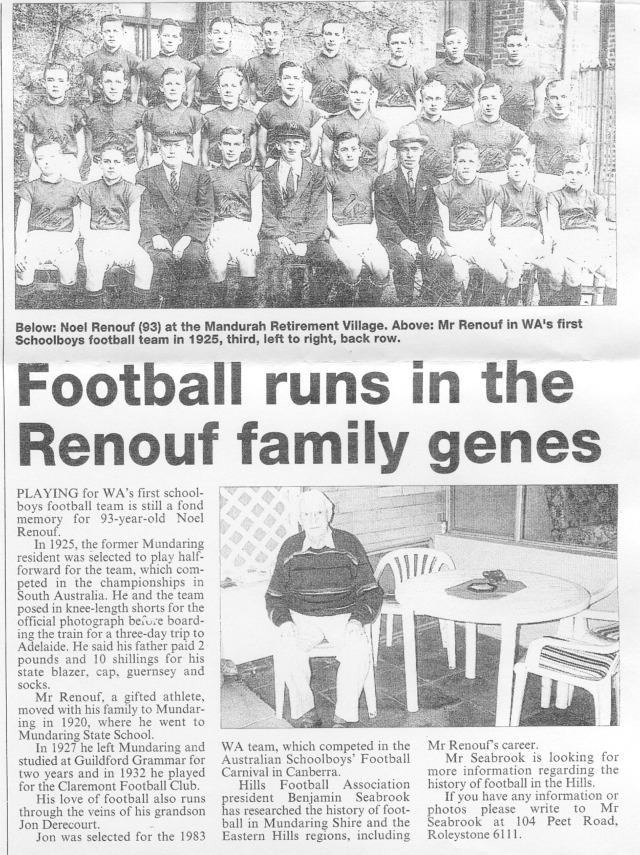 Below: Noel Renouf (93) at the Mandurah Retirement Village. Above: Mr Renouf in WA's first
Schoolboys football team in 1925, third, left to right, back row.
Football runs in the
Renouf family genes
PLAYING for WA's first school-
boys football team is still a fond
memory for 93-year-old Noel
Renouf.
In 1925, the former Mundaring
resident was selected to play half-
forward for the team, which com-
peted in the championships in
South Australia. He and the team
posed in knee-length shorts for the
official photograph before board-
ing the train for a three-day trip to
Adelaide. He said his father paid 2
pounds and 10 shillings for his
state blazer, cap, guernsey and
socks.
Mr Renouf, a gifted athlete,
moved with his family to Mundar-
ing in 1920, where he went to
Mundaring State School.
In 1927 he left Mundaring and
studied at Guildford Grammar for
two years and in 1932 he played
for the Claremont Football Club.
His love of football also runs
through the veins of his grandson
Jon Derecourt.
Jon was selected for the 1983
WA team, which competed in the
Australian Schoolboys' Football
Carnival in Canberra.
Hills Football Association
president Benjamin Seabrook
has researched the history of foot-
ball in Mundaring Shire and the
Eastern Hills regions, including
Mr Renouf's career.
Mr Seabrook is looking for
more information regarding the
history of football in the Hills.
If you have any information or
photos please write to Mr
Seabrook at 104 Peet Road,
Roleystone 6111.